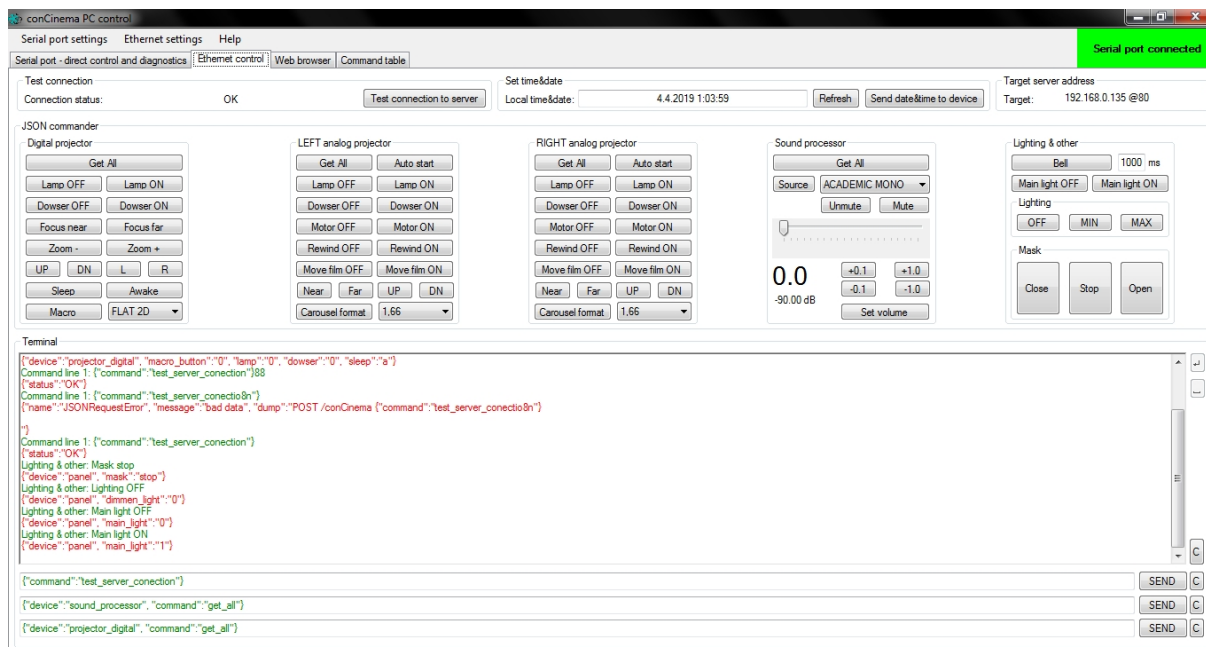 conCinema PC control
Serial port settings Ethernet settings Help
Serial port connected
Serial port - direct control and diagnostics Ethernet control Web browser Command table
Test connection
Connection status: OK Test connection to server
Set time&date
Local time&date: 4.4.2019 1:03:59 Refresh Send date&time to device
Target server address
Target: 192.168.0.135 @80
JSON commander
Digital projector
Get All
Lamp OFF Lamp ON
Dowser OFF Dowser ON
Focus near Focus far
Zoom - Zoom +
UP DN L R
Sleep Awake
Macro FLAT 2D
LEFT analog projector
Get All Auto start
Lamp OFF Lamp ON
Dowser OFF Dowser ON
Motor OFF Motor ON
Rewind OFF Rewind ON
Move film OFF Move film ON
Near Far UP DN
Carousel format 1,66
RIGHT analog projector
Get All Auto start
Lamp OFF Lamp ON
Dowser OFF Dowser ON
Motor OFF Motor ON
Rewind OFF Rewind ON
Move film OFF Move film ON
Near Far UP DN
Carousel format 1,66
Sound processor
Get All
Source ACADEMIC MONO
Unmute Mute
0.0 +0.1 +1.0
-90.00 dB -0.1 -1.0
Set volume
Lighting & other
Bell 1000 ms
Main light OFF Main light ON
Lighting
OFF MIN MAX
Mask
Close Stop Open
Terminal
{"device":"projector_digital", "macro_button":"0", "lamp":"0", "dowser":"0", "sleep":"a"}
Command line 1: {"command":"test_server_conection"}88
{"status":"OK"}
Command line 1: {"command":"test_server_conectio8n"}
{"name":"JSONRequestError", "message":"bad data", "dump":"POST /conCinema {"command":"test_server_conectio8n"}
"}
Command line 1: {"command":"test_server_conection"}
{"status":"OK"}
Lighting & other: Mask stop
{"device":"panel", "mask":"stop"}
Lighting & other: Lighting OFF
{"device":"panel", "dimmen_light":"0"}
Lighting & other: Main light OFF
{"device":"panel", "main_light":"0"}
Lighting & other: Main light ON
{"device":"panel", "main_light":"1"}
C
{"command":"test_server_conection"} SEND C
{"device":"sound_processor", "command":"get_all"} SEND C
{"device":"projector_digital", "command":"get_all"} SEND C